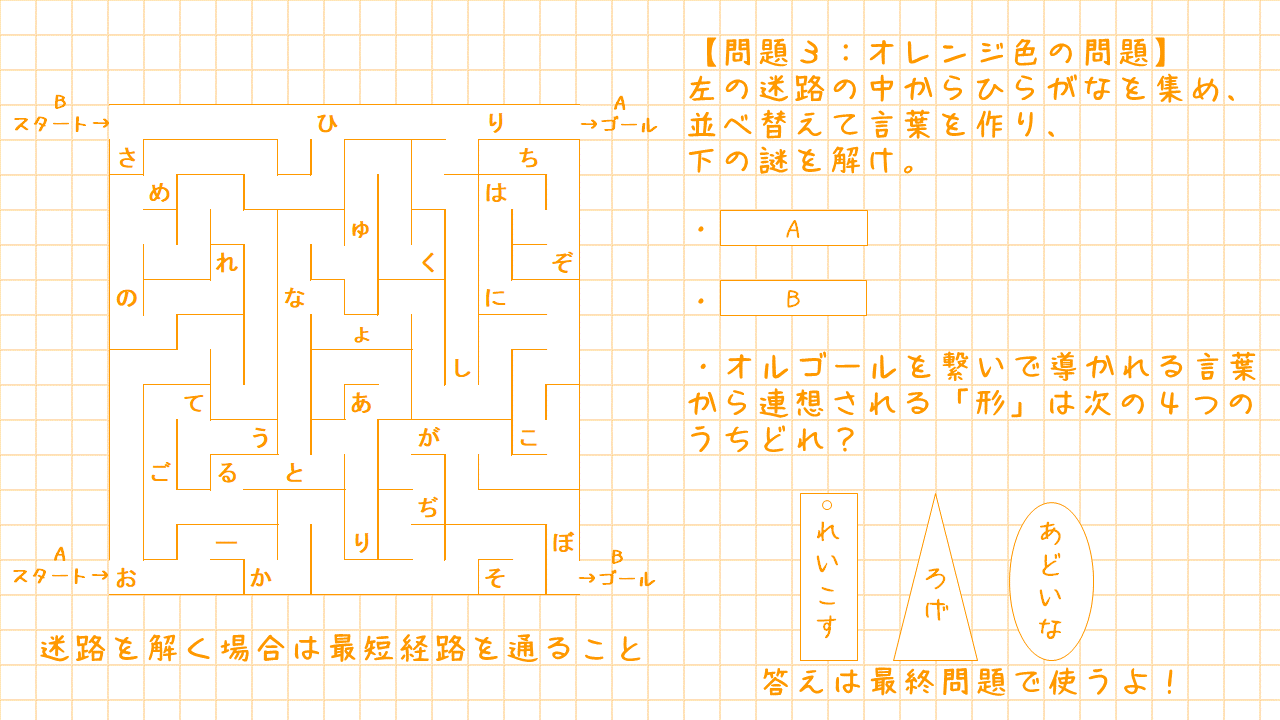 【問題３：オレンジ色の問題】
左の迷路の中からひらがなを集め、
並べ替えて言葉を作り、
下の謎を解け。
・ A
・ B
・オルゴールを繋いで導かれる言葉
から連想される「形」は次の４つの
うちどれ？
れいこす
ろげ
あどいな
答えは最終問題で使うよ！
B
スタート→
A
→ゴール
ひ り
さ ち
め は
ゅ
れ く ぞ
の な に
ょ
し
て あ
う が こ
ご る と
ぢ
ー り ぼ
A
スタート→
お か そ
B
→ゴール
迷路を解く場合は最短経路を通ること